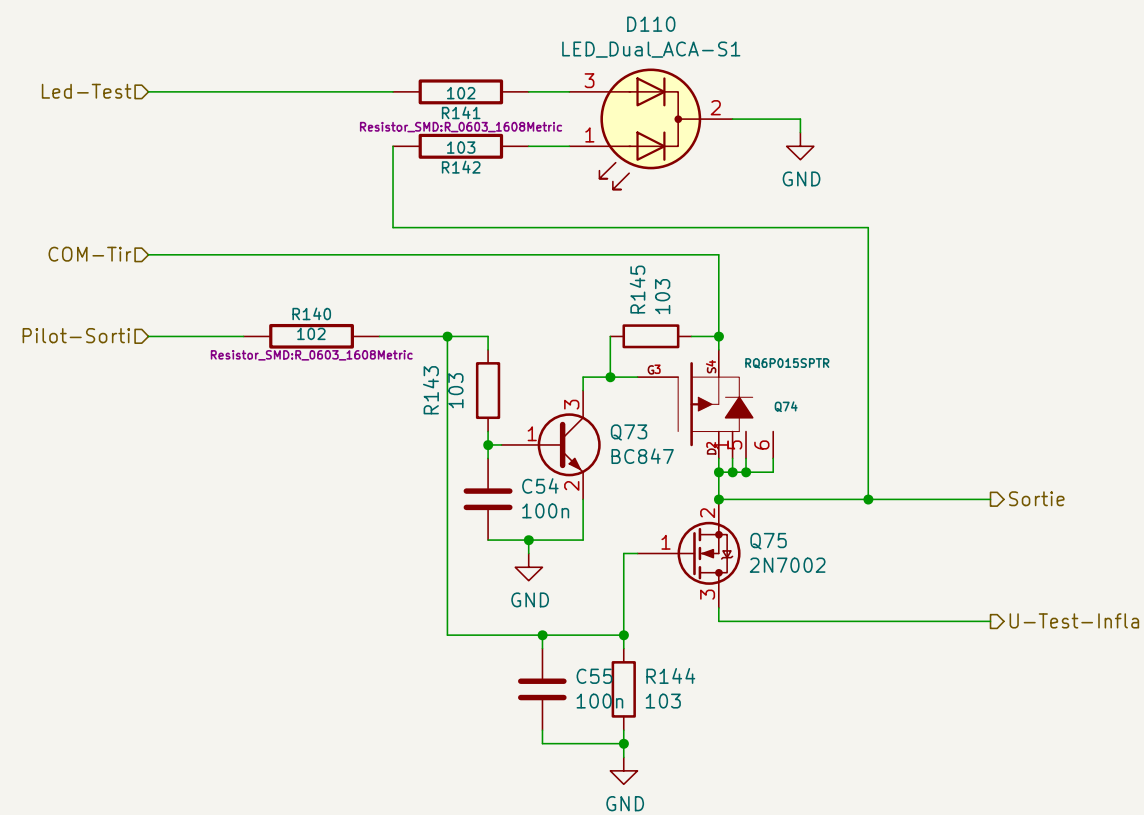 D110
LED_Dual_ACA-S1
Led-Test
102
R141
3
2
Resistor_SMD:R_0603_1608Metric
103
R142
1
GND
COM-Tir
R145
103
Pilot-Sorti
R140
102
Resistor_SMD:R_0603_1608Metric
R143
103
G3
S4
RQ6P015SPTR
Q74
D2
1
5
6
3
1
2
Q73
BC847
C54
100n
GND
Sortie
2
1
3
Q75
2N7002
U-Test-Infla
C55
100n
R144
103
GND